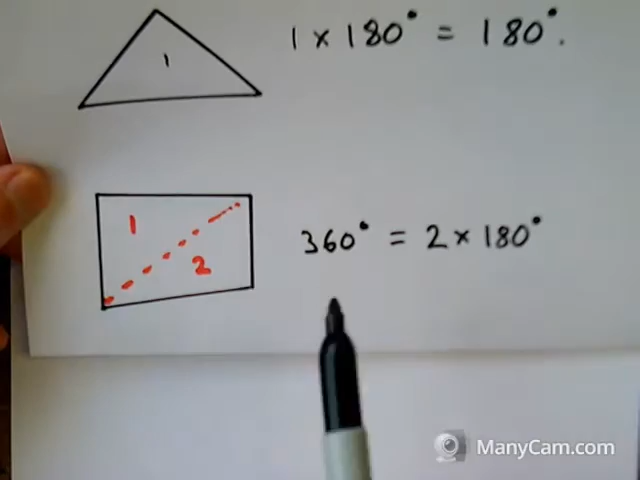 1
1 × 180° = 180°.
1
2
360° = 2 × 180°
ManyCam.com